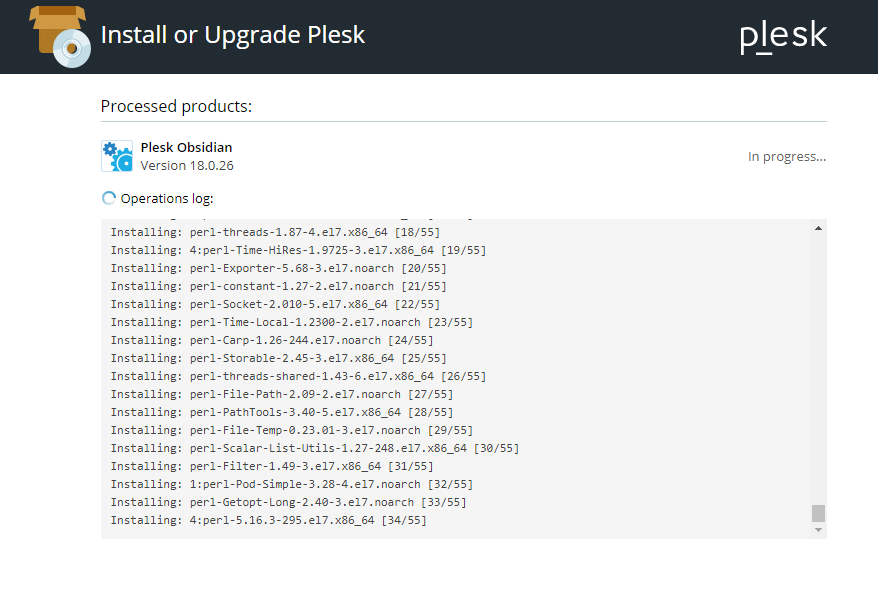 Install or Upgrade Plesk
plesk
Processed products:
Plesk Obsidian
Version 18.0.26
In progress...
Operations log:
Installing: perl-threads-1.87-4.el7.x86_64 [18/55]
Installing: 4:perl-Time-HiRes-1.9725-3.el7.x86_64 [19/55]
Installing: perl-Exporter-5.68-3.el7.noarch [20/55]
Installing: perl-constant-1.27-2.el7.noarch [21/55]
Installing: perl-Socket-2.010-5.el7.x86_64 [22/55]
Installing: perl-Time-Local-1.2300-2.el7.noarch [23/55]
Installing: perl-Carp-1.26-244.el7.noarch [24/55]
Installing: perl-Storable-2.45-3.el7.x86_64 [25/55]
Installing: perl-threads-shared-1.43-6.el7.x86_64 [26/55]
Installing: perl-File-Path-2.09-2.el7.noarch [27/55]
Installing: perl-PathTools-3.40-5.el7.x86_64 [28/55]
Installing: perl-File-Temp-0.23.01-3.el7.noarch [29/55]
Installing: perl-Scalar-List-Utils-1.27-248.el7.x86_64 [30/55]
Installing: perl-Filter-1.49-3.el7.x86_64 [31/55]
Installing: 1:perl-Pod-Simple-3.28-4.el7.noarch [32/55]
Installing: perl-Getopt-Long-2.40-3.el7.noarch [33/55]
Installing: 4:perl-5.16.3-295.el7.x86_64 [34/55]